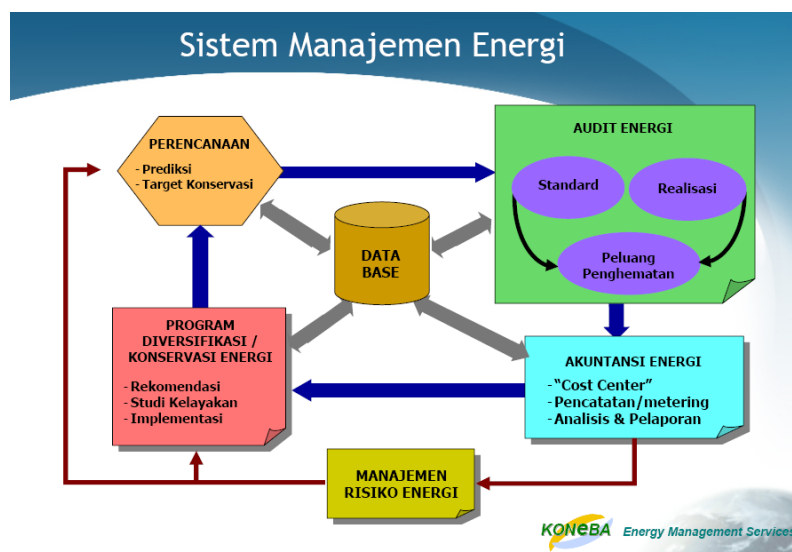 Sistem Manajemen Energi
PERENCANAAN
- Prediksi
- Target Konservasi
AUDIT ENERGI
Standard
Realisasi
Peluang
Penghematan
DATA
BASE
PROGRAM
DIVERSIFIKASI /
KONSERVASI ENERGI
- Rekomendasi
- Studi Kelayakan
- Implementasi
AKUNTANSI ENERGI
- “Cost Center”
- Pencatatan/metering
- Analisis & Pelaporan
MANAJEMEN
RISIKO ENERGI
KONeBA Energy Management Services